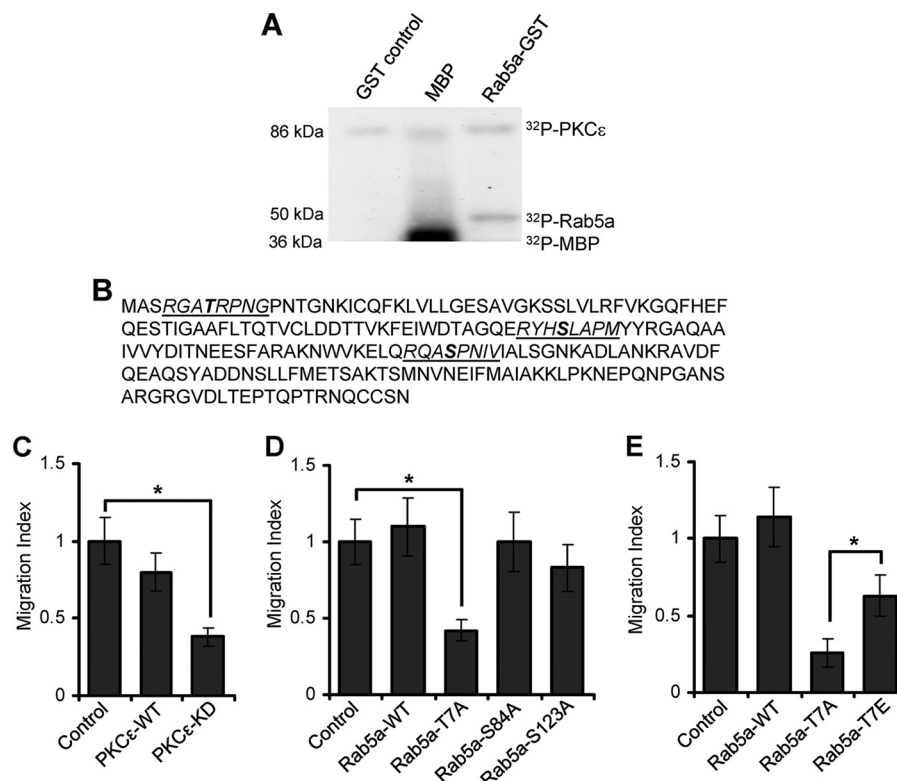 A
GST control
MBP
Rab5a-GST
86 kDa
32P-PKCε
50 kDa
32P-Rab5a
36 kDa
32P-MBP
B
MASRGATRPNGPNTGNKICQFKLVLLGESAVGKSSLVLRFVKGQFHEF
QESTIGAAFLTQTVCLDDTTVKFEIWDTAGQERYHSLAPMYYRGAQAA
IVVYDITNEESFARAKNWVKELQRQASPNIVIALSGNKADLANKRAVDF
QEAQSYADDNSLLFMETSAKTSMNVNEIFMAIAKKLPKNEPQNPGANS
ARGRGVDLTEPTQPTRNQCCSN
C
Migration Index
1.5
1
0.5
0
*
Control
PKCε-WT
PKCε-KD
D
Migration Index
1.5
1
0.5
0
*
Control
Rab5a-WT
Rab5a-T7A
Rab5a-S84A
Rab5a-S123A
E
Migration Index
1.5
1
0.5
0
*
Control
Rab5a-WT
Rab5a-T7A
Rab5a-T7E